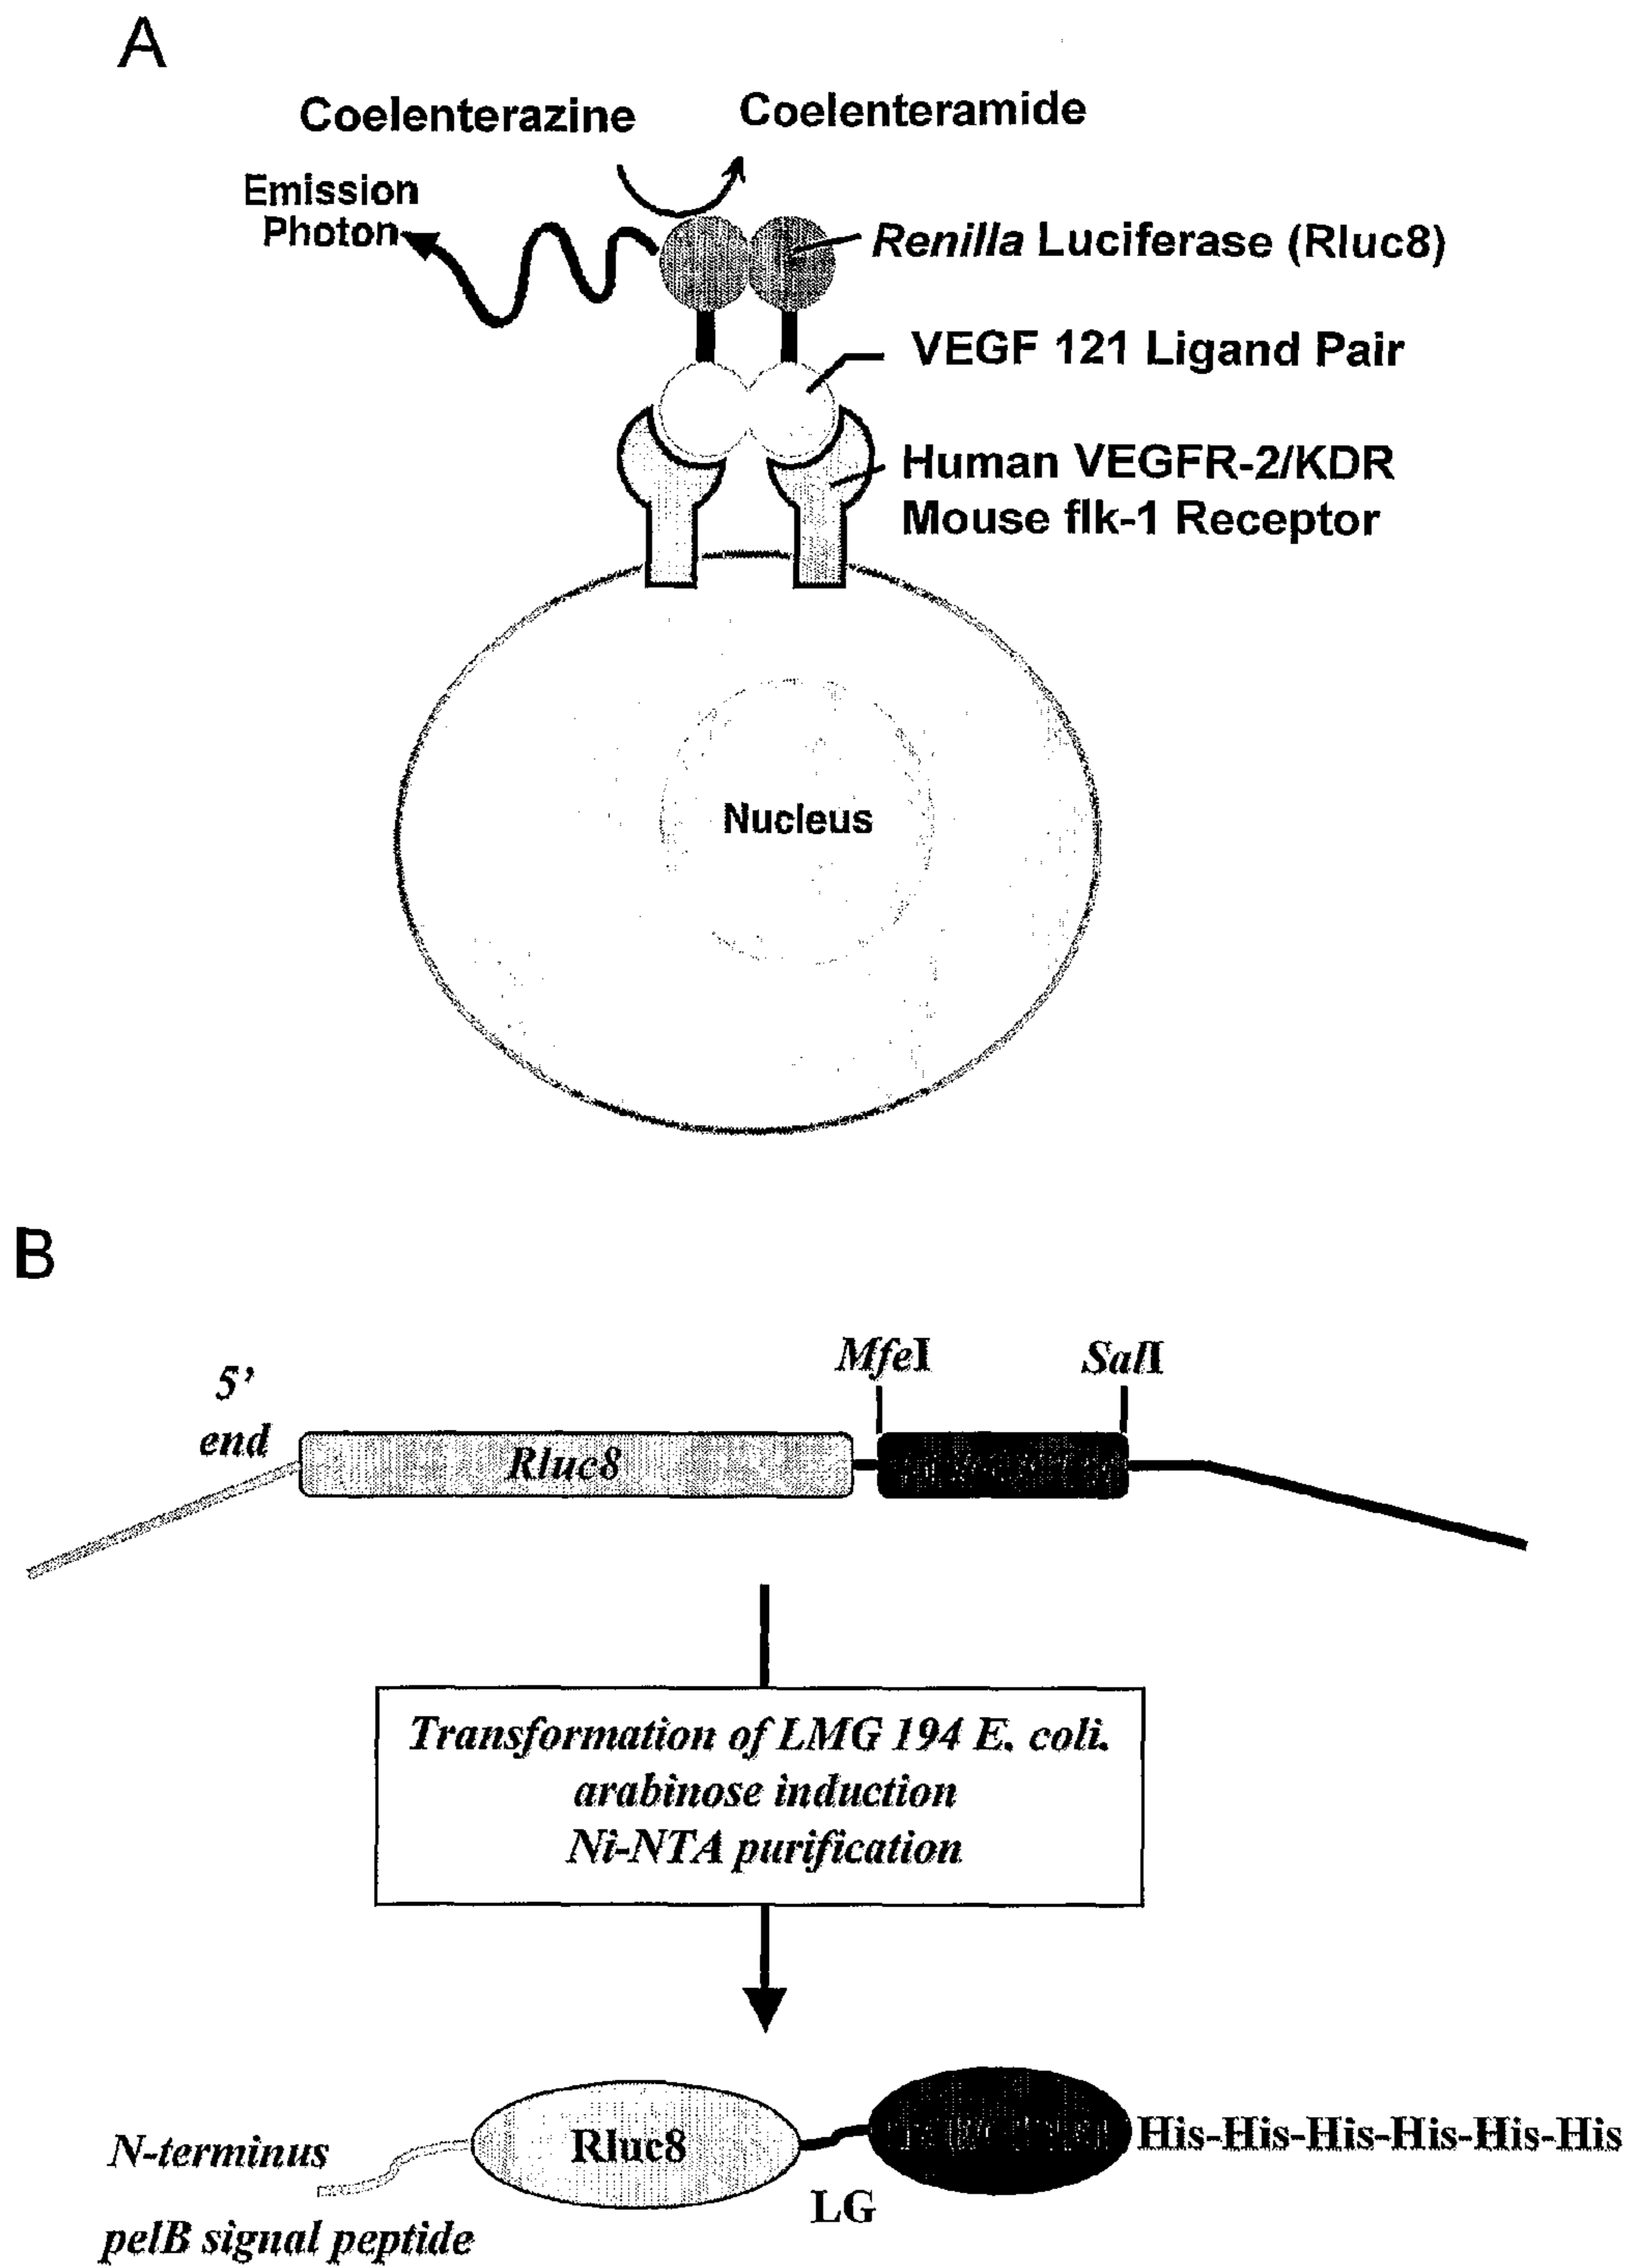 A
Coelenterazine
Coelenteramide
Emission
Photon
Renilla Luciferase (Rluc8)
VEGF 121 Ligand Pair
Human VEGFR-2/KDR
Mouse flk-1 Receptor
Nucleus
B
5’
end
MfeI
SalI
Rluc8
Transformation of LMG 194 E. coli.
arabinose induction
Ni-NTA purification
N-terminus
pelB signal peptide
Rluc8
LG
His-His-His-His-His-His